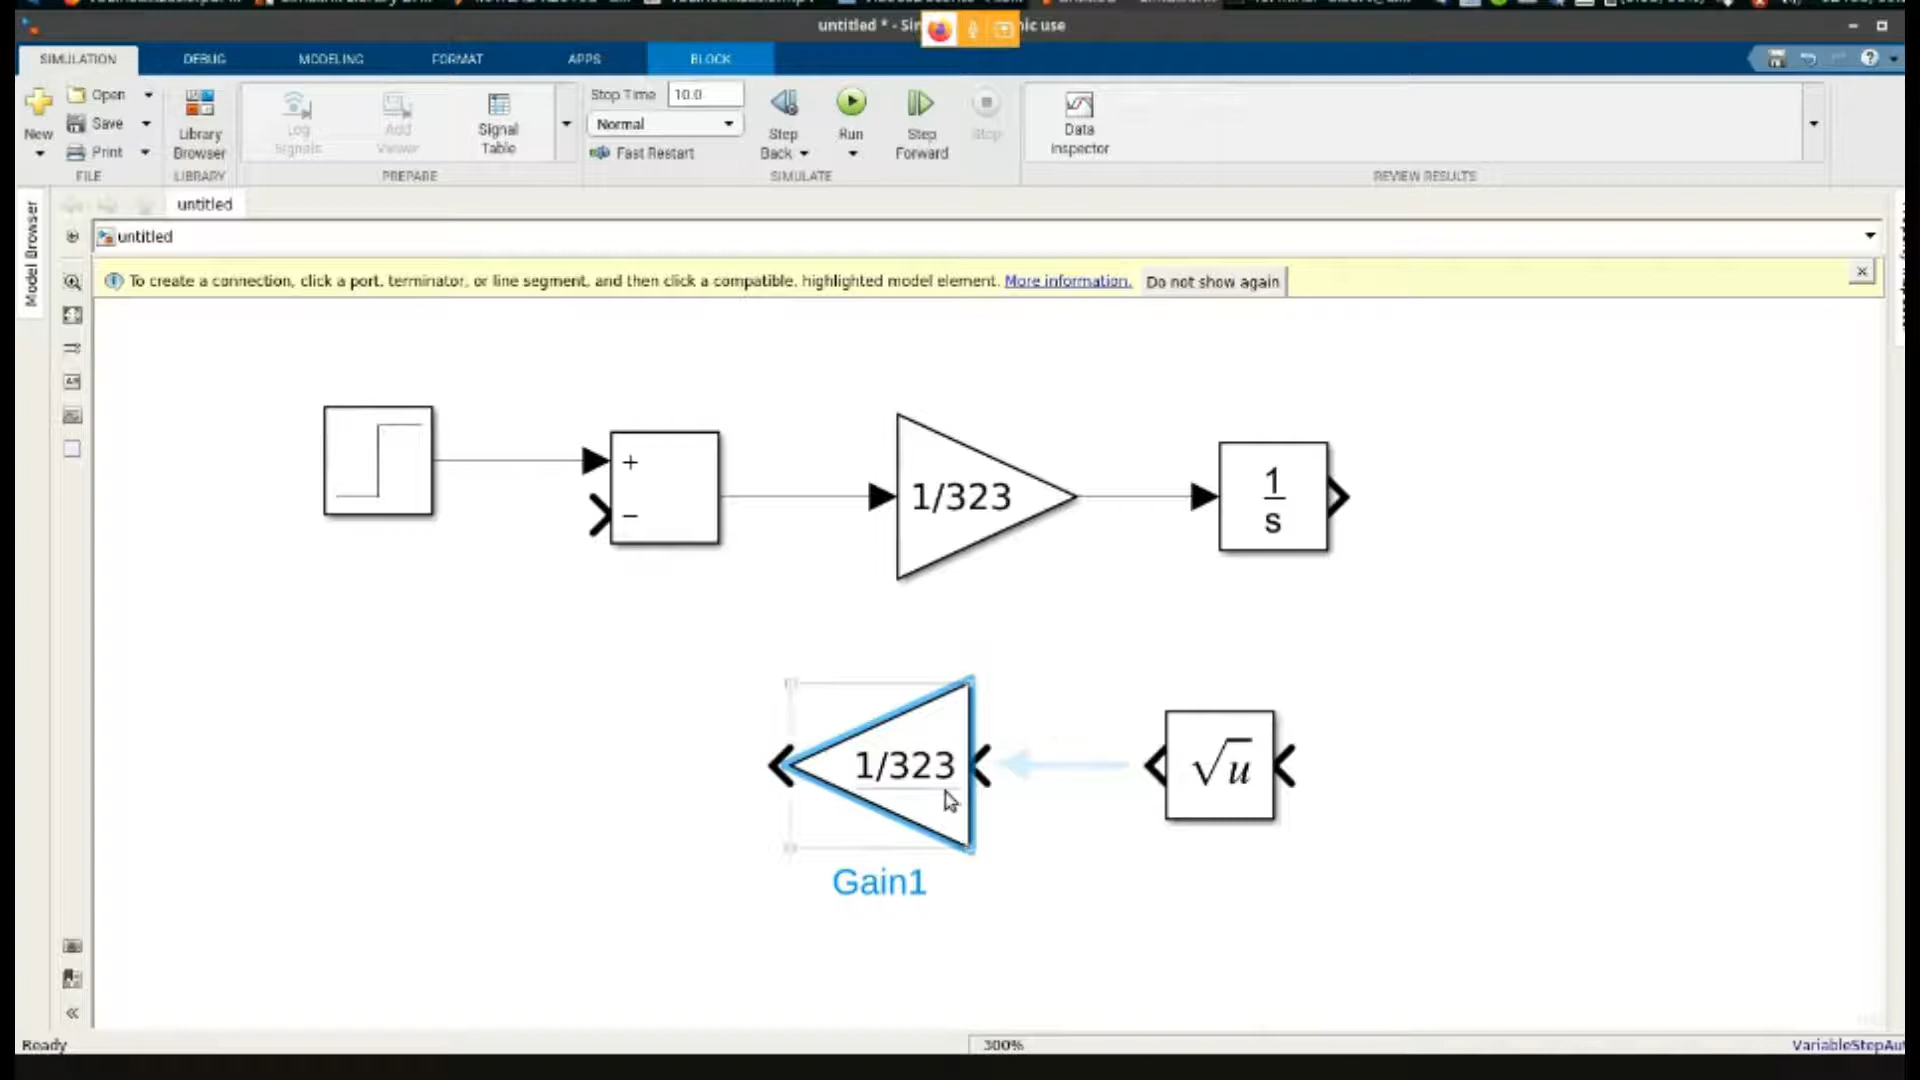 untitled * - Sim
nic use
SIMULATION DEBUG MODELING FORMAT APPS BLOCK
New
Open
Save
Print
FILE
Library
Browser
LIBRARY
Log
Signals
Add
Viewer
Signal
Table
PREPARE
Stop Time 10.0
Normal
Fast Restart
Step
Back
Run
Step
Forward
Stop
SIMULATE
Data
Inspector
REVIEW RESULTS
Model Browser
untitled
untitled
To create a connection, click a port, terminator, or line segment, and then click a compatible, highlighted model element. More information. Do not show again
+
−
1/323
1
s
1/323
√u
Gain1
Ready
300%
VariableStepAu